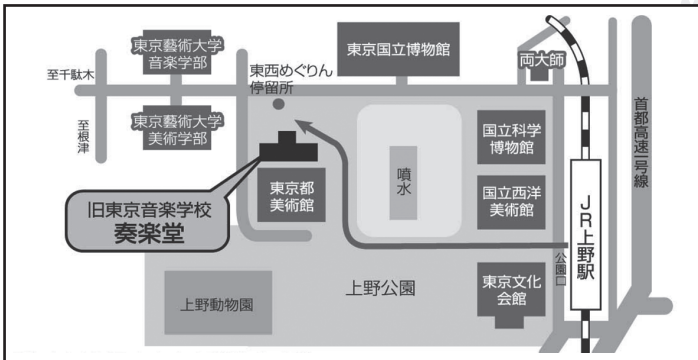 東京藝術大学
音楽学部
東京国立博物館
両大師
至千駄木
東西めぐりん
停留所
至根津
東京藝術大学
美術学部
首都高速一号線
国立科学
博物館
噴水
東京都
美術館
国立西洋
美術館
旧東京音楽学校
奏楽堂
JR上野駅
公園口
上野動物園
上野公園
東京文化
会館